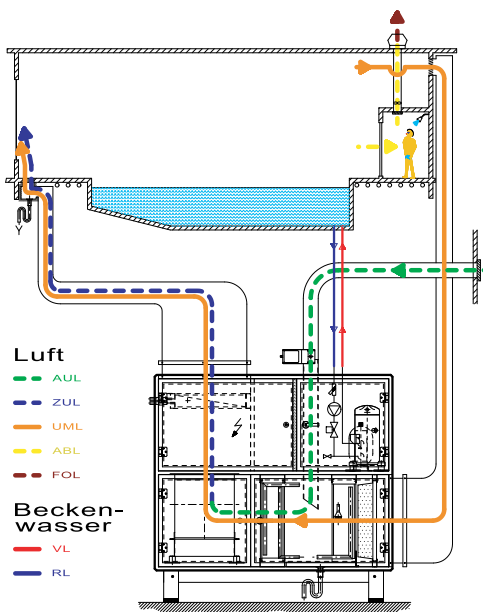 Luft
AUL
ZUL
UML
ABL
FOL
Becken-
wasser
VL
RL